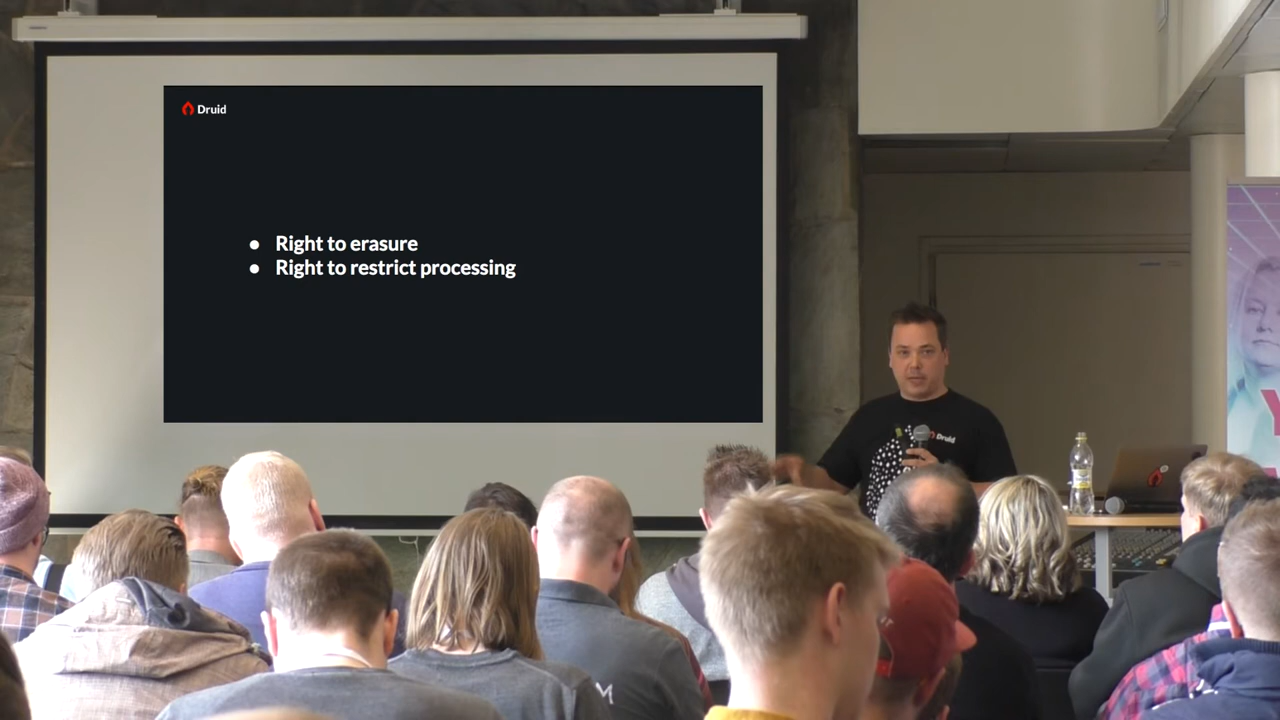 Druid
● Right to erasure
● Right to restrict processing
Druid
Y
M